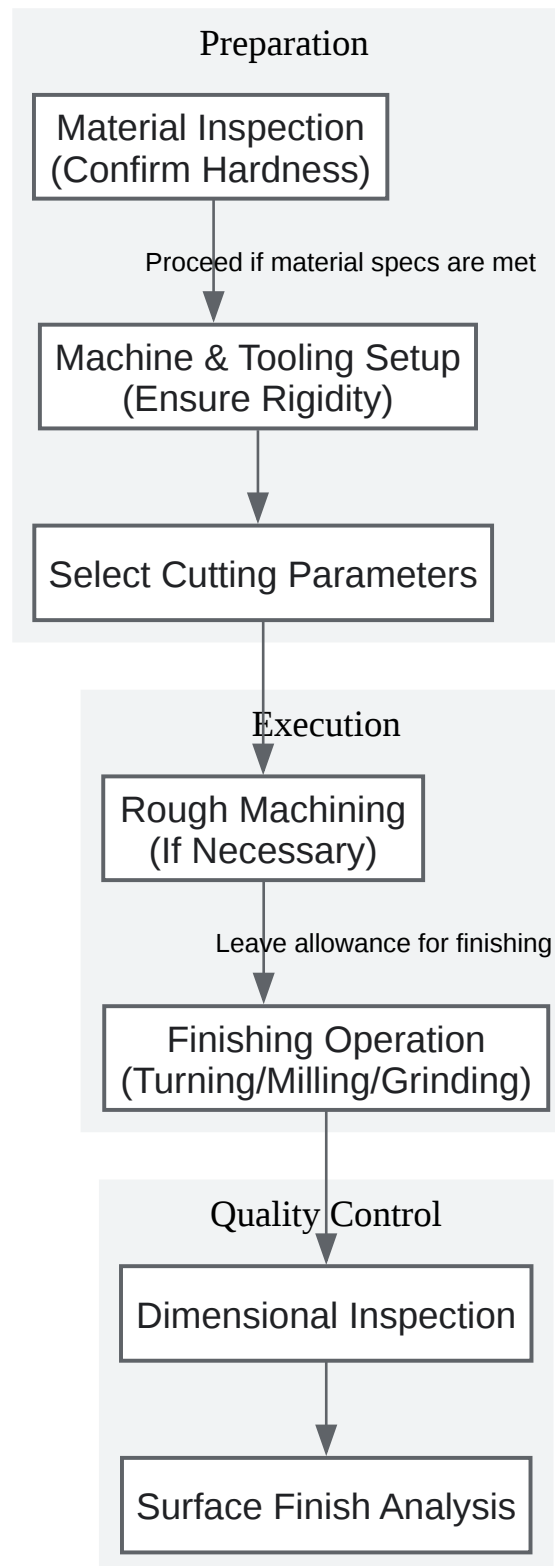 Preparation
Material Inspection
(Confirm Hardness)
Proceed if material specs are met
Machine & Tooling Setup
(Ensure Rigidity)
Select Cutting Parameters
Execution
Rough Machining
(If Necessary)
Leave allowance for finishing
Finishing Operation
(Turning/Milling/Grinding)
Quality Control
Dimensional Inspection
Surface Finish Analysis